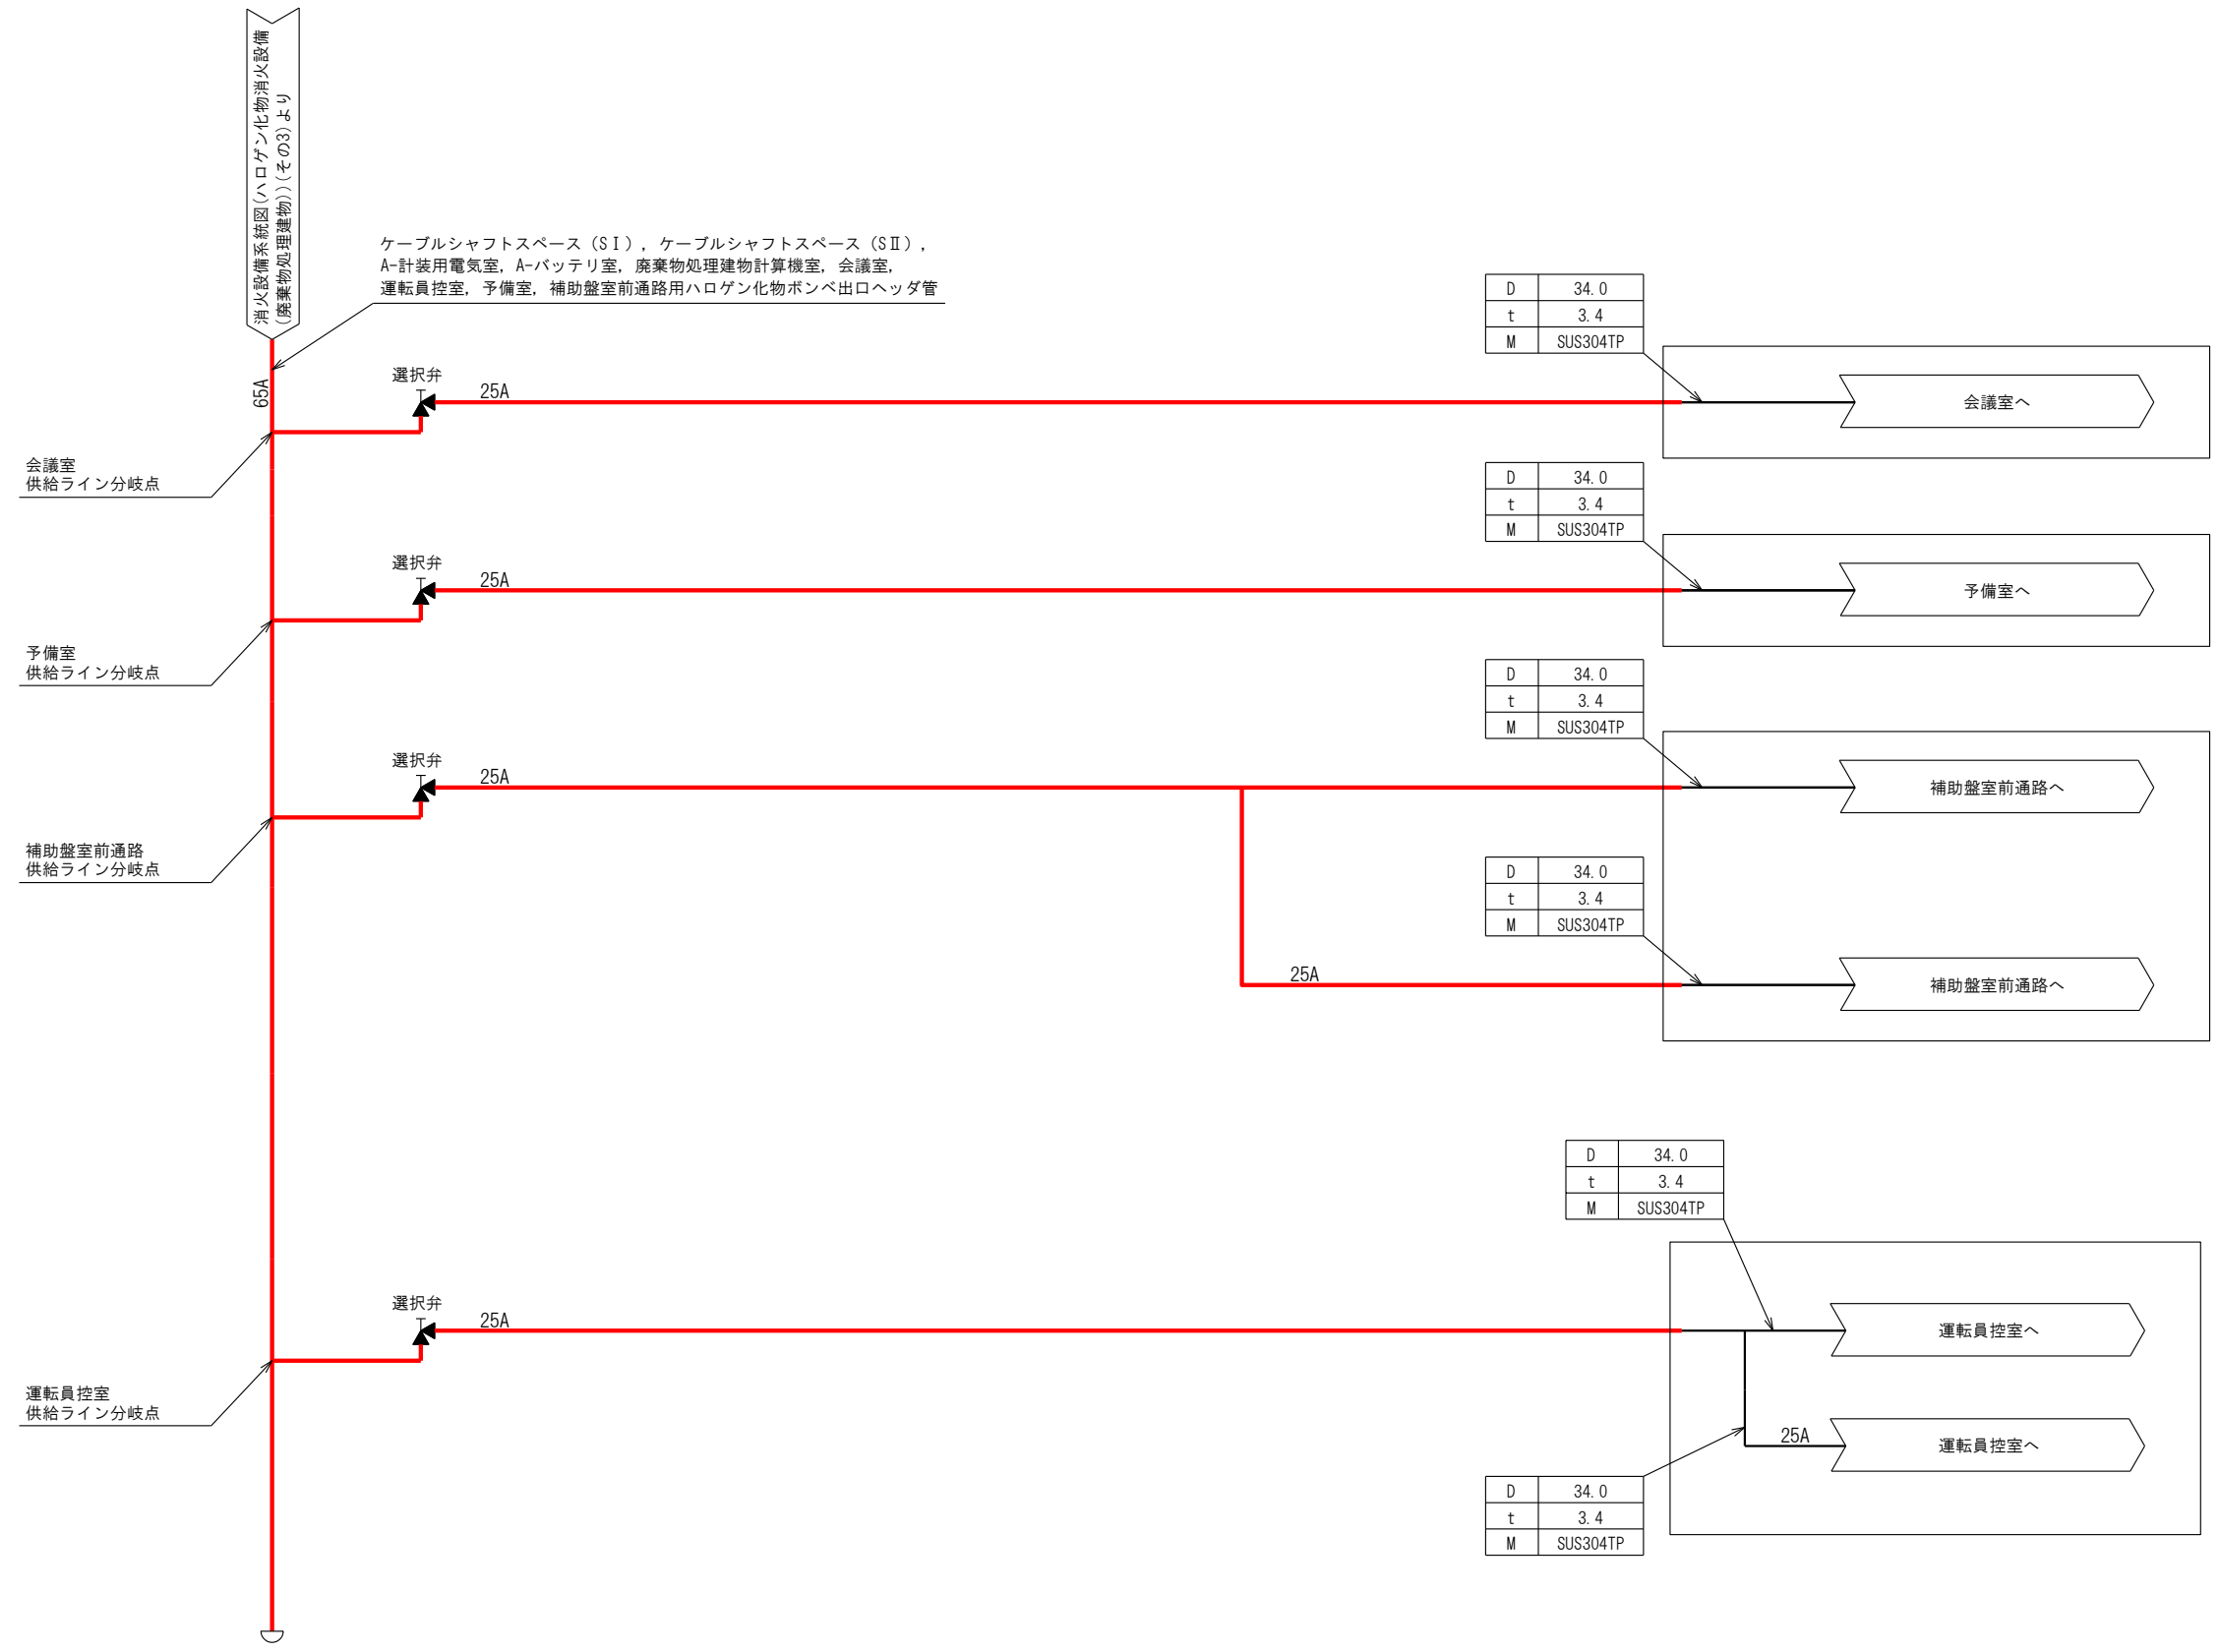 消火設備系統図(ハロゲン化物消火設備
(廃棄物処理建物))(その3)より
ケーブルシャフトスペース（SⅠ），ケーブルシャフトスペース（SⅡ），
A-計装用電気室，A-バッテリ室，廃棄物処理建物計算機室，会議室，
運転員控室，予備室，補助盤室前通路用ハロゲン化物ボンベ出口ヘッダ管
65A
選択弁
25A
D 34.0
t 3.4
M SUS304TP
会議室へ
会議室
供給ライン分岐点
選択弁
25A
D 34.0
t 3.4
M SUS304TP
予備室へ
予備室
供給ライン分岐点
選択弁
25A
D 34.0
t 3.4
M SUS304TP
補助盤室前通路へ
補助盤室前通路
供給ライン分岐点
D 34.0
t 3.4
M SUS304TP
25A
補助盤室前通路へ
D 34.0
t 3.4
M SUS304TP
選択弁
25A
運転員控室へ
運転員控室
供給ライン分岐点
25A
運転員控室へ
D 34.0
t 3.4
M SUS304TP